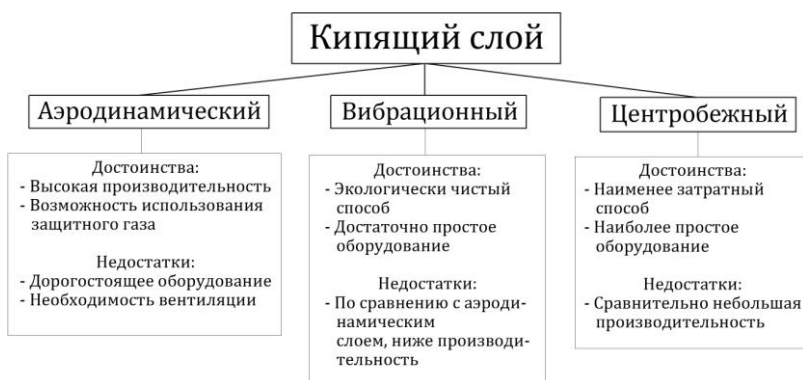 Кипящий слой
Аэродинамический
Вибрационный
Центробежный
Достоинства:
- Высокая производительность
- Возможность использования
защитного газа
Недостатки:
- Дорогостоящее оборудование
- Необходимость вентиляции
Достоинства:
- Экологически чистый
способ
- Достаточно простое
оборудование
Недостатки:
- По сравнению с аэроди-
намическим
слоем, ниже производи-
тельность
Достоинства:
- Наименее затратный
способ
- Наиболее простое
оборудование
Недостатки:
- Сравнительно небольшая
производительность